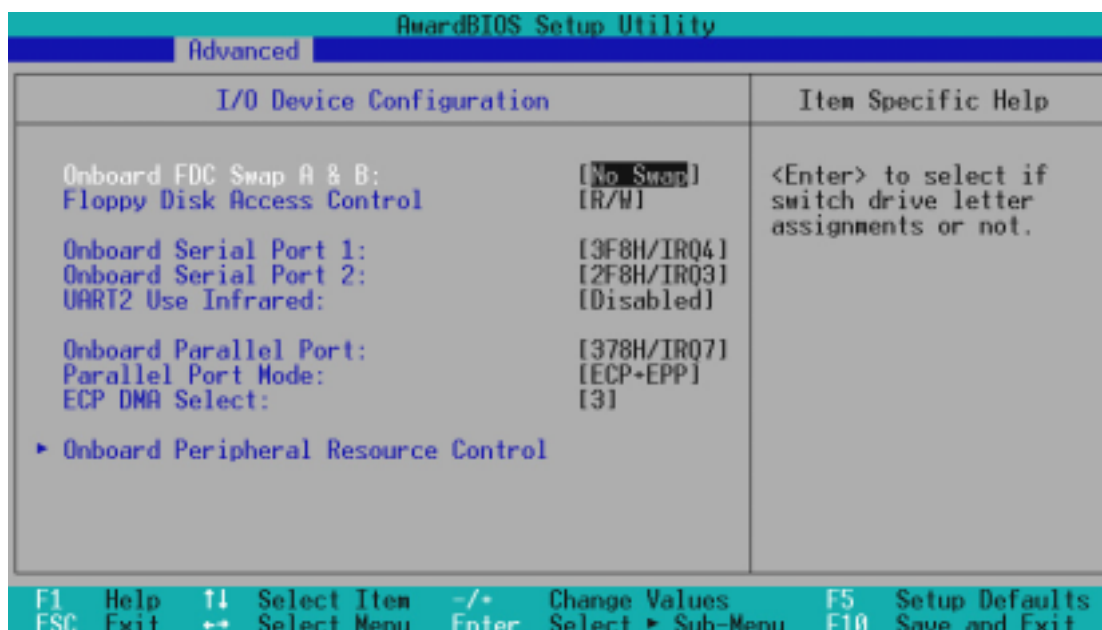 AwardBIOS Setup Utility
Advanced
I/O Device Configuration
Item Specific Help
Onboard FDC Swap A & B: [No Swap]
Floppy Disk Access Control [R/W]
Onboard Serial Port 1: [3F8H/IRQ4]
Onboard Serial Port 2: [2F8H/IRQ3]
UART2 Use Infrared: [Disabled]
Onboard Parallel Port: [378H/IRQ7]
Parallel Port Mode: [ECP+EPP]
ECP DMA Select: [3]
▸ Onboard Peripheral Resource Control
<Enter> to select if
switch drive letter
assignments or not.
F1 Help ↑↓ Select Item -/+ Change Values F5 Setup Defaults
ESC Exit ←→ Select Menu Enter Select ▸ Sub-Menu F10 Save and Exit